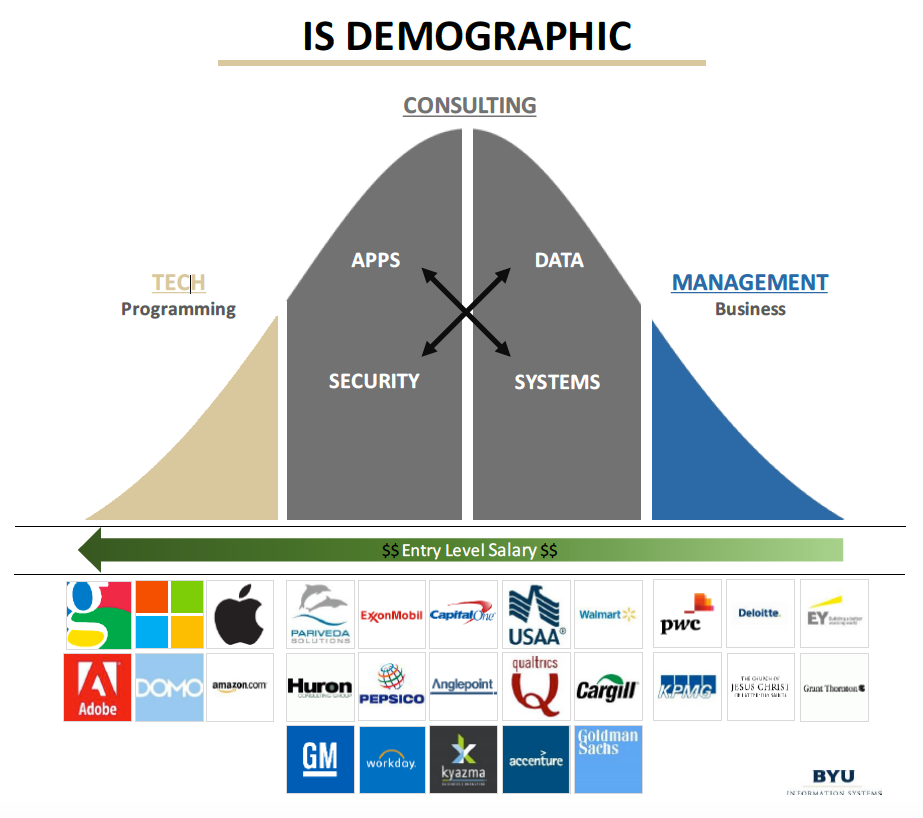 IS DEMOGRAPHIC
CONSULTING
APPS
DATA
TECH
Programming
MANAGEMENT
Business
SECURITY
SYSTEMS
$$ Entry Level Salary $$
g
PARIVEDA
SOLUTIONS
ExxonMobil
Capital One
USAA®
Walmart
pwc
Deloitte.
EY
Building a better
working world
Adobe
DOMO
amazon.com
Huron
CONSULTING GROUP
PEPSICO
Anglepoint
qualtrics
Q
Cargill
KPMG
THE CHURCH OF
JESUS CHRIST
OF LATTER-DAY SAINTS
Grant Thornton
GM
workday.
kyazma
accenture
Goldman
Sachs
BYU
INFORMATION SYSTEMS